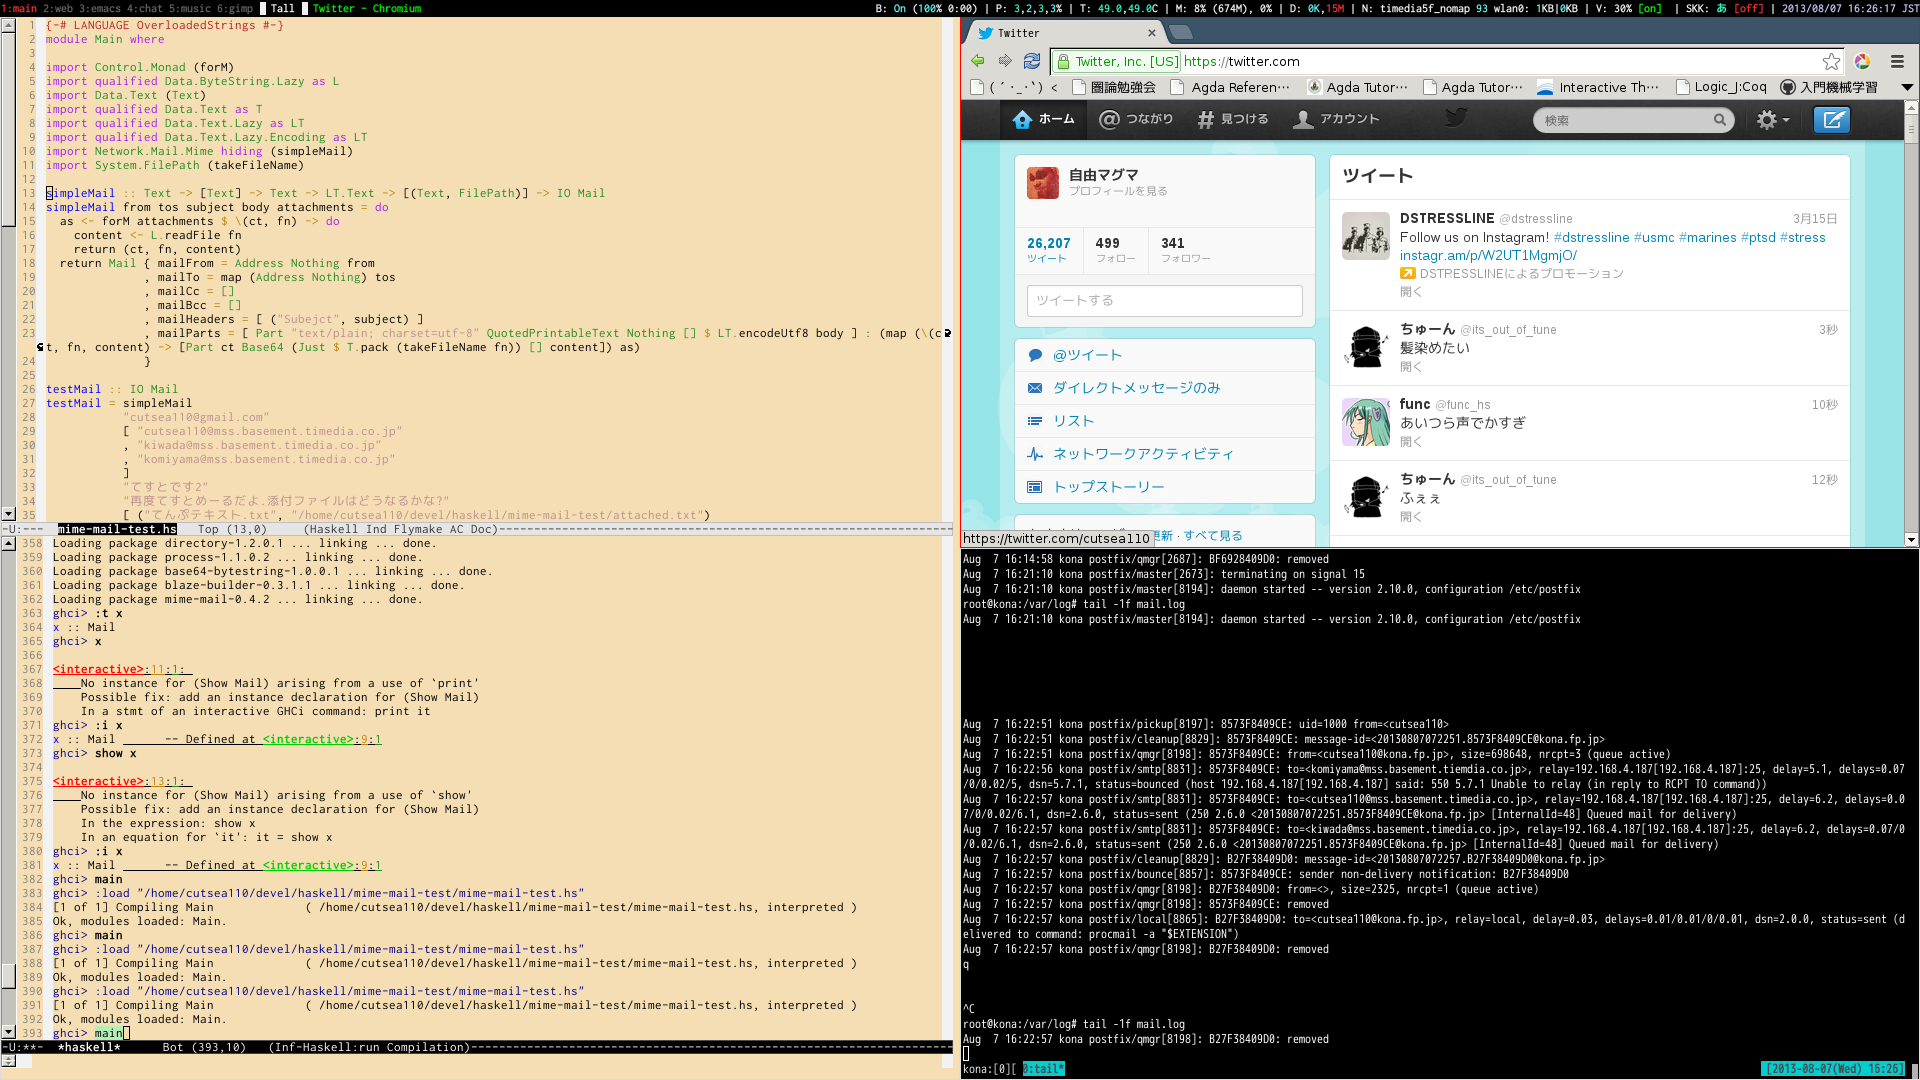 1:main 2:web 3:emacs 4:chat 5:music 6:gimp Tall Twitter - Chromium
B: On (100% 0:00) | P: 3,2,3,3% | T: 49.0,49.0C | M: 8% (674M), 0% | D: 0K,15M | N: timedia5f_nomap 93 wlan0: 1KB|0KB | V: 30% [on] | SKK: あ [off] | 2013/08/07 16:26:17 JST
1 {-# LANGUAGE OverloadedStrings #-}
2 module Main where
3
4 import Control.Monad (forM)
5 import qualified Data.ByteString.Lazy as L
6 import Data.Text (Text)
7 import qualified Data.Text as T
8 import qualified Data.Text.Lazy as LT
9 import qualified Data.Text.Lazy.Encoding as LT
10 import Network.Mail.Mime hiding (simpleMail)
11 import System.FilePath (takeFileName)
12
13 simpleMail :: Text -> [Text] -> Text -> LT.Text -> [(Text, FilePath)] -> IO Mail
14 simpleMail from tos subject body attachments = do
15   as <- forM attachments $ \(ct, fn) -> do
16     content <- L.readFile fn
17     return (ct, fn, content)
18   return Mail { mailFrom = Address Nothing from
19               , mailTo = map (Address Nothing) tos
20               , mailCc = []
21               , mailBcc = []
22               , mailHeaders = [ ("Subejct", subject) ]
23               , mailParts = [ Part "text/plain; charset=utf-8" QuotedPrintableText Nothing [] $ LT.encodeUtf8 body ] : (map (\(c
t, fn, content) -> [Part ct Base64 (Just $ T.pack (takeFileName fn)) [] content]) as)
24               }
25
26 testMail :: IO Mail
27 testMail = simpleMail
28            "cutsea110@gmail.com"
29            [ "cutsea110@mss.basement.timedia.co.jp"
30            , "kiwada@mss.basement.timedia.co.jp"
31            , "komiyama@mss.basement.timedia.co.jp"
32            ]
33            "てすとです2"
34            "再度てすとめーるだよ.添付ファイルはどうなるかな?"
35            [ ("てんぷテキスト.txt", "/home/cutsea110/devel/haskell/mime-mail-test/attached.txt")
-U:--- mime-mail-test.hs Top (13,0) (Haskell Ind Flymake AC Doc)
358 Loading package directory-1.2.0.1 ... linking ... done.
359 Loading package process-1.1.0.2 ... linking ... done.
360 Loading package base64-bytestring-1.0.0.1 ... linking ... done.
361 Loading package blaze-builder-0.3.1.1 ... linking ... done.
362 Loading package mime-mail-0.4.2 ... linking ... done.
363 ghci> :t x
364 x :: Mail
365 ghci> x
366
367 <interactive>:11:1:
368     No instance for (Show Mail) arising from a use of `print'
369     Possible fix: add an instance declaration for (Show Mail)
370     In a stmt of an interactive GHCi command: print it
371 ghci> :i x
372 x :: Mail       -- Defined at <interactive>:9:1
373 ghci> show x
374
375 <interactive>:13:1:
376     No instance for (Show Mail) arising from a use of `show'
377     Possible fix: add an instance declaration for (Show Mail)
378     In the expression: show x
379     In an equation for `it': it = show x
380 ghci> :i x
381 x :: Mail       -- Defined at <interactive>:9:1
382 ghci> main
383 ghci> :load "/home/cutsea110/devel/haskell/mime-mail-test/mime-mail-test.hs"
384 [1 of 1] Compiling Main             ( /home/cutsea110/devel/haskell/mime-mail-test/mime-mail-test.hs, interpreted )
385 Ok, modules loaded: Main.
386 ghci> main
387 ghci> :load "/home/cutsea110/devel/haskell/mime-mail-test/mime-mail-test.hs"
388 [1 of 1] Compiling Main             ( /home/cutsea110/devel/haskell/mime-mail-test/mime-mail-test.hs, interpreted )
389 Ok, modules loaded: Main.
390 ghci> :load "/home/cutsea110/devel/haskell/mime-mail-test/mime-mail-test.hs"
391 [1 of 1] Compiling Main             ( /home/cutsea110/devel/haskell/mime-mail-test/mime-mail-test.hs, interpreted )
392 Ok, modules loaded: Main.
393 ghci> main
-U:**- *haskell* Bot (393,10) (Inf-Haskell:run Compilation)
Twitter
Twitter, Inc. [US] https://twitter.com
(´･_･`) < 圏論勉強会 Agda Referen… Agda Tutor… Agda Tutor… Interactive Th… Logic_J:Coq 入門機械学習
ホーム @ つながり # 見つける アカウント 検索
自由マグマ
プロフィールを見る
26,207 499 341
ツイート フォロー フォロワー
ツイートする
@ツイート
ダイレクトメッセージのみ
リスト
ネットワークアクティビティ
トップストーリー
更新 · すべて見る
https://twitter.com/cutsea110
ツイート
DSTRESSLINE @dstressline 3月15日
Follow us on Instagram! #dstressline #usmc #marines #ptsd #stress
instagr.am/p/W2UT1MgmjO/
DSTRESSLINEによるプロモーション
開く
ちゅーん @its_out_of_tune 3秒
髪染めたい
開く
func @func_hs 10秒
あいつら声でかすぎ
開く
ちゅーん @its_out_of_tune 12秒
ふぇぇ
開く
Aug  7 16:14:58 kona postfix/qmgr[2687]: BF6928409D0: removed
Aug  7 16:21:10 kona postfix/master[2673]: terminating on signal 15
Aug  7 16:21:10 kona postfix/master[8194]: daemon started -- version 2.10.0, configuration /etc/postfix
root@kona:/var/log# tail -1f mail.log
Aug  7 16:21:10 kona postfix/master[8194]: daemon started -- version 2.10.0, configuration /etc/postfix
Aug  7 16:22:51 kona postfix/pickup[8197]: 8573F8409CE: uid=1000 from=<cutsea110>
Aug  7 16:22:51 kona postfix/cleanup[8829]: 8573F8409CE: message-id=<20130807072251.8573F8409CE@kona.fp.jp>
Aug  7 16:22:51 kona postfix/qmgr[8198]: 8573F8409CE: from=<cutsea110@kona.fp.jp>, size=698648, nrcpt=3 (queue active)
Aug  7 16:22:56 kona postfix/smtp[8831]: 8573F8409CE: to=<komiyama@mss.basement.tiemdia.co.jp>, relay=192.168.4.187[192.168.4.187]:25, delay=5.1, delays=0.07
/0/0.02/5, dsn=5.7.1, status=bounced (host 192.168.4.187[192.168.4.187] said: 550 5.7.1 Unable to relay (in reply to RCPT TO command))
Aug  7 16:22:57 kona postfix/smtp[8831]: 8573F8409CE: to=<cutsea110@mss.basement.timedia.co.jp>, relay=192.168.4.187[192.168.4.187]:25, delay=6.2, delays=0.0
7/0/0.02/6.1, dsn=2.6.0, status=sent (250 2.6.0 <20130807072251.8573F8409CE@kona.fp.jp> [InternalId=48] Queued mail for delivery)
Aug  7 16:22:57 kona postfix/smtp[8831]: 8573F8409CE: to=<kiwada@mss.basement.timedia.co.jp>, relay=192.168.4.187[192.168.4.187]:25, delay=6.2, delays=0.07/0
/0.02/6.1, dsn=2.6.0, status=sent (250 2.6.0 <20130807072251.8573F8409CE@kona.fp.jp> [InternalId=48] Queued mail for delivery)
Aug  7 16:22:57 kona postfix/cleanup[8829]: B27F38409D0: message-id=<20130807072257.B27F38409D0@kona.fp.jp>
Aug  7 16:22:57 kona postfix/bounce[8857]: 8573F8409CE: sender non-delivery notification: B27F38409D0
Aug  7 16:22:57 kona postfix/qmgr[8198]: B27F38409D0: from=<>, size=2325, nrcpt=1 (queue active)
Aug  7 16:22:57 kona postfix/qmgr[8198]: 8573F8409CE: removed
Aug  7 16:22:57 kona postfix/local[8865]: B27F38409D0: to=<cutsea110@kona.fp.jp>, relay=local, delay=0.03, delays=0.01/0.01/0/0.01, dsn=2.0.0, status=sent (d
elivered to command: procmail -a "$EXTENSION")
Aug  7 16:22:57 kona postfix/qmgr[8198]: B27F38409D0: removed
q
^C
root@kona:/var/log# tail -1f mail.log
Aug  7 16:22:57 kona postfix/qmgr[8198]: B27F38409D0: removed
kona:[0][ 0:tail* [2013-08-07(Wed) 16:26]